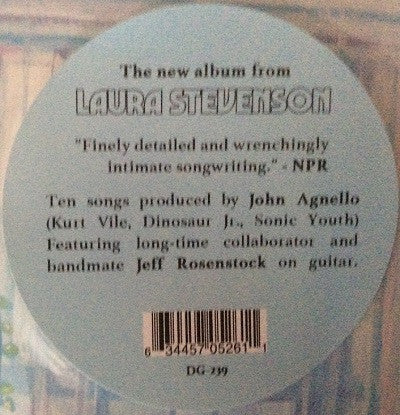 The new album from
LAURA STEVENSON
"Finely detailed and wrenchingly
intimate songwriting." - NPR
Ten songs produced by John Agnello
(Kurt Vile, Dinosaur Jr., Sonic Youth)
Featuring long-time collaborator and
bandmate Jeff Rosenstock on guitar.
6 34457 05261 1
DG-239